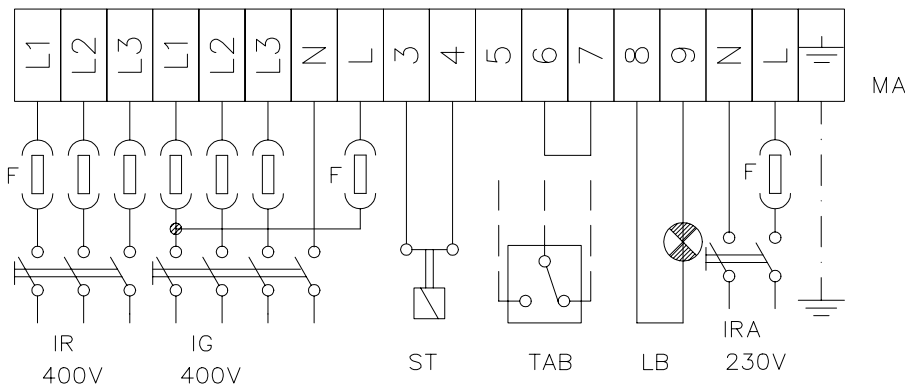 L1 L2 L3 L1 L2 L3 N L 3 4 5 6 7 8 9 N L
MA
F F F
IR IG ST TAB LB IRA
400V 400V 230V